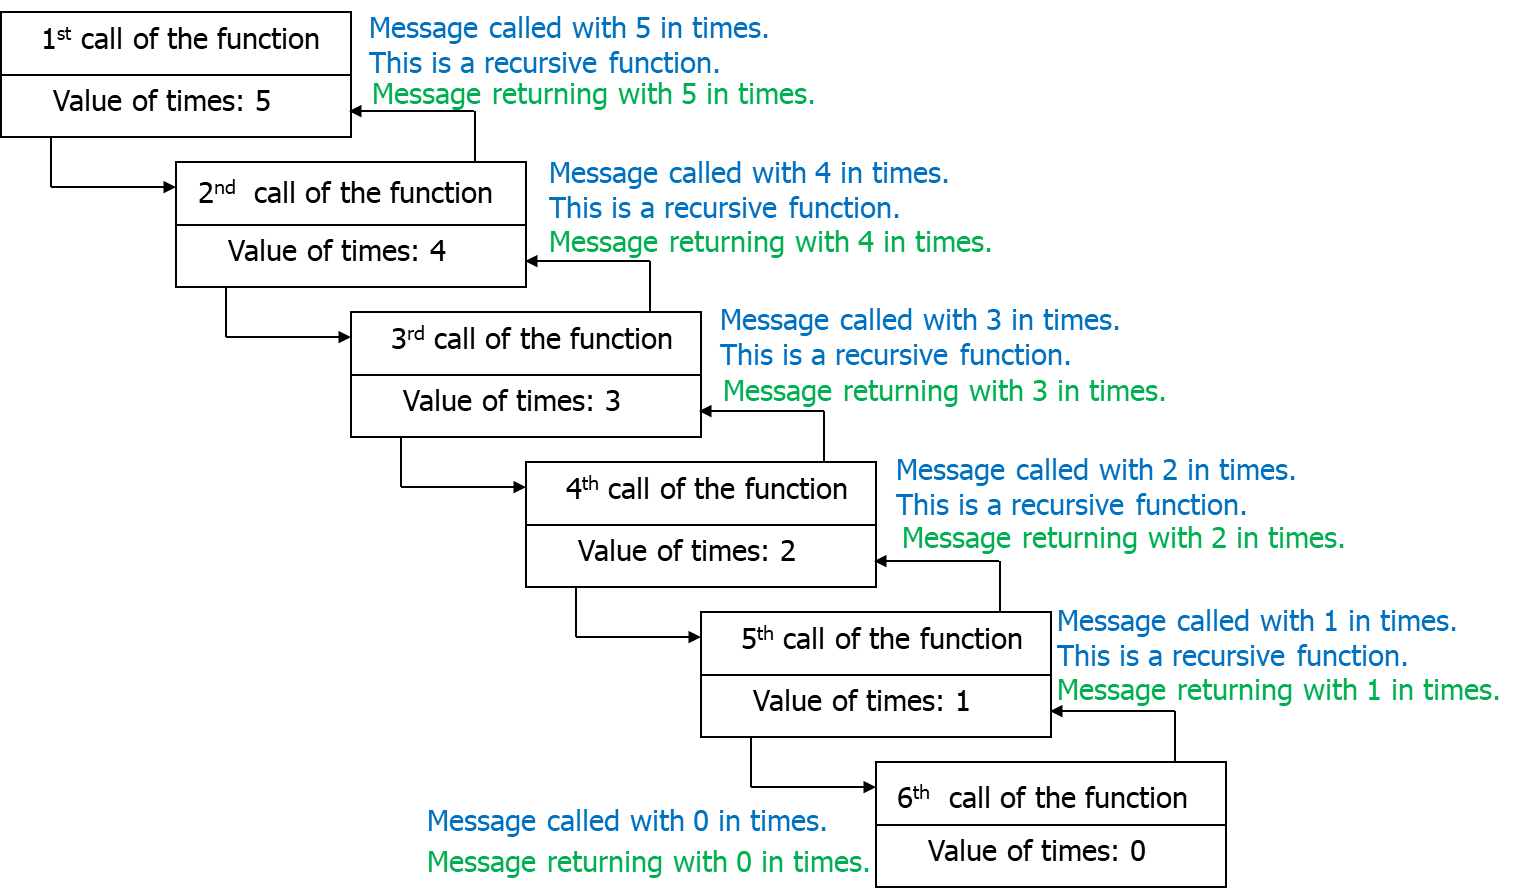 1st call of the function
Value of times: 5
Message called with 5 in times.
This is a recursive function.
Message returning with 5 in times.
2nd call of the function
Value of times: 4
Message called with 4 in times.
This is a recursive function.
Message returning with 4 in times.
3rd call of the function
Value of times: 3
Message called with 3 in times.
This is a recursive function.
Message returning with 3 in times.
4th call of the function
Value of times: 2
Message called with 2 in times.
This is a recursive function.
Message returning with 2 in times.
5th call of the function
Value of times: 1
Message called with 1 in times.
This is a recursive function.
Message returning with 1 in times.
6th call of the function
Value of times: 0
Message called with 0 in times.
Message returning with 0 in times.